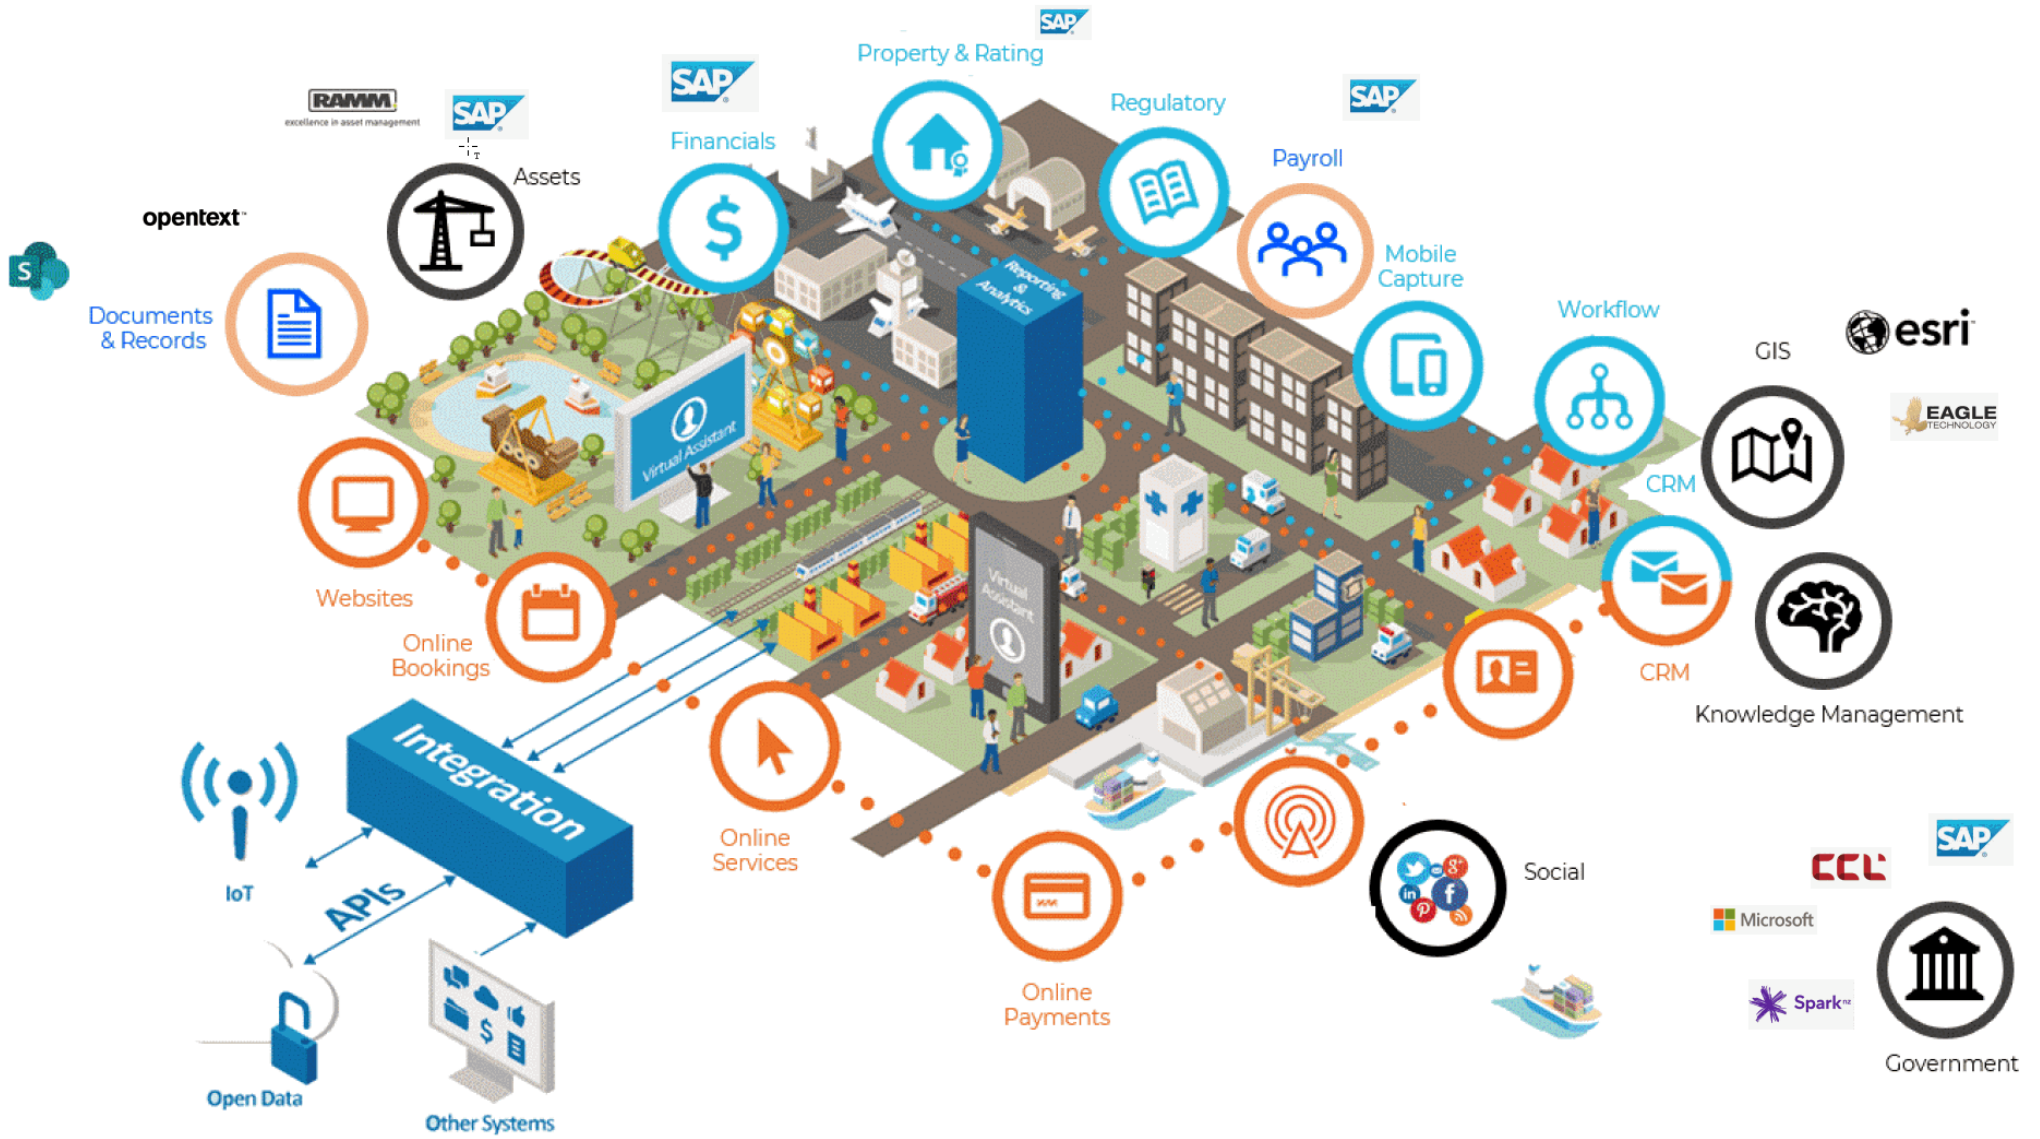 SAP
Property & Rating
RAMM
excellence in asset management
SAP
SAP
Financials
Regulatory
SAP
Payroll
Assets
opentext™
S
Documents
& Records
Mobile
Capture
Reporting
&
Analytics
Workflow
GIS
esri
EAGLE
TECHNOLOGY
Virtual Assistant
CRM
Websites
Online
Bookings
Virtual
Assistant
CRM
Knowledge Management
Integration
IoT
APIs
Online
Services
Social
SAP
CCL
Microsoft
Spark nz
Government
Online
Payments
Open Data
Other Systems